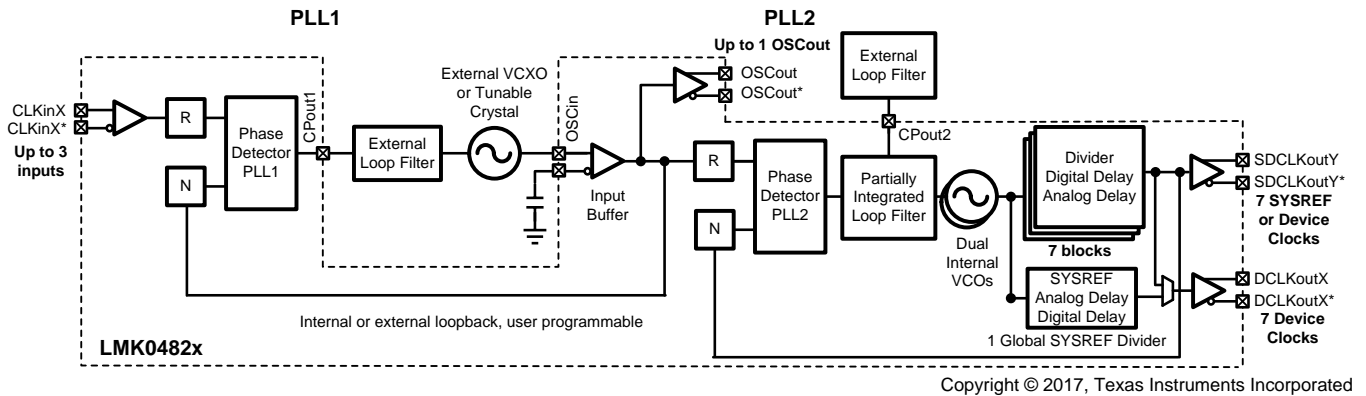 PLL1
PLL2
Up to 1 OSCout
External
Loop Filter
OSCout
OSCout*
External VCXO
or Tunable
Crystal
CLKinX
CLKinX*
Up to 3
inputs
R
N
Phase
Detector
PLL1
CPout1
External
Loop Filter
OSCin
Input
Buffer
R
N
Phase
Detector
PLL2
CPout2
Partially
Integrated
Loop Filter
Dual
Internal
VCOs
Divider
Digital Delay
Analog Delay
7 blocks
SYSREF
Analog Delay
Digital Delay
1 Global SYSREF Divider
SDCLKoutY
SDCLKoutY*
7 SYSREF
or Device
Clocks
DCLKoutX
DCLKoutX*
7 Device
Clocks
Internal or external loopback, user programmable
LMK0482x
Copyright © 2017, Texas Instruments Incorporated